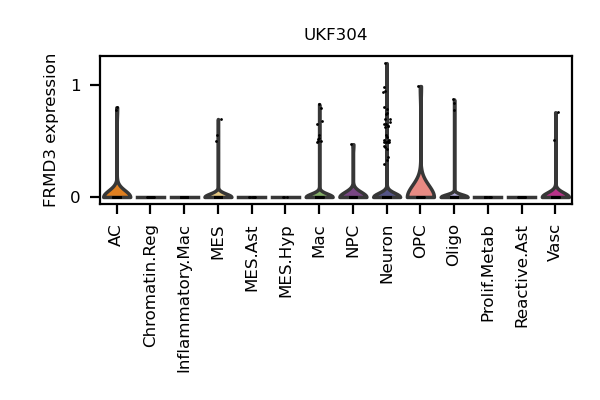 UKF304
FRMD3 expression
1
0
AC
Chromatin.Reg
Inflammatory.Mac
MES
MES.Ast
MES.Hyp
Mac
NPC
Neuron
OPC
Oligo
Prolif.Metab
Reactive.Ast
Vasc